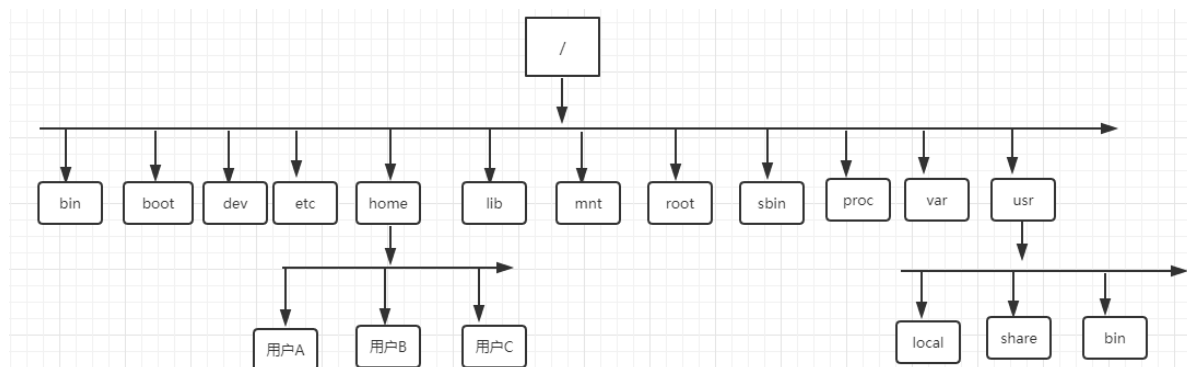 /
bin
boot
dev
etc
home
lib
mnt
root
sbin
proc
var
usr
用户A
用户B
用户C
local
share
bin